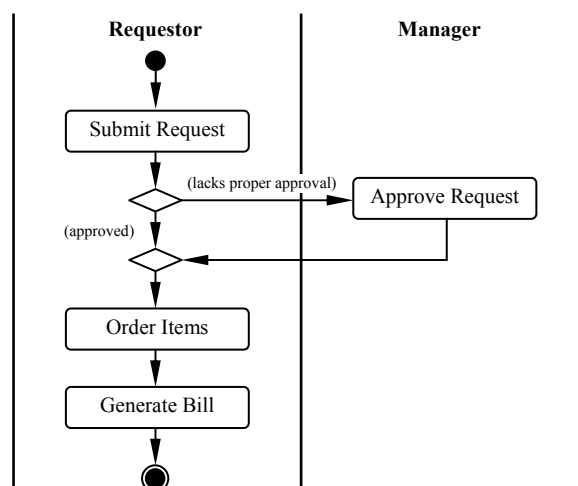 Requestor
Manager
Submit Request
(lacks proper approval)
Approve Request
(approved)
Order Items
Generate Bill